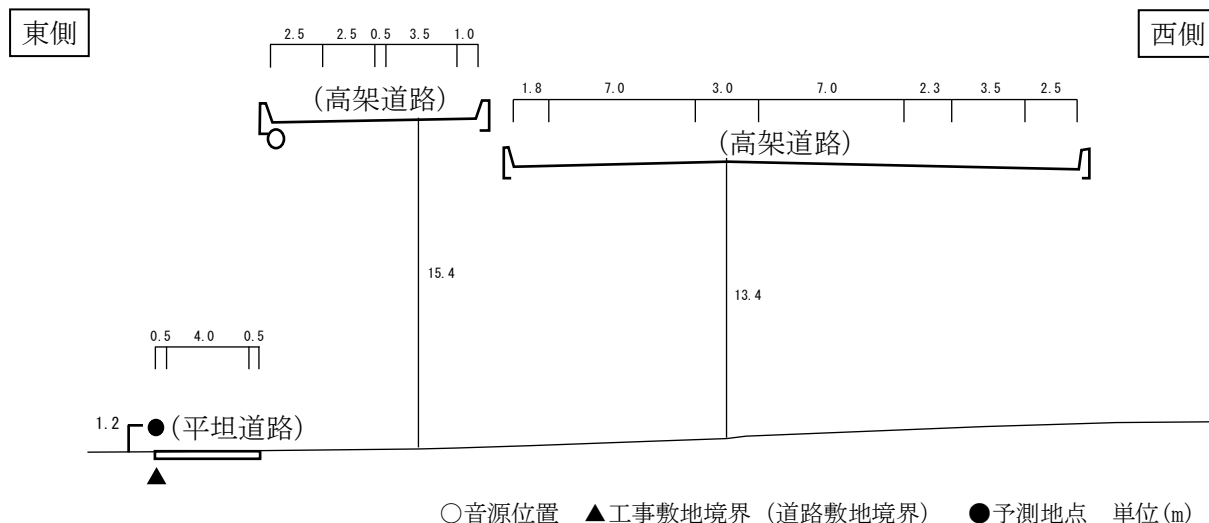 東側
西側
2.5 2.5 0.5 3.5 1.0
(高架道路)
1.8 7.0 3.0 7.0 2.3 3.5 2.5
(高架道路)
15.4
13.4
0.5 4.0 0.5
1.2
(平坦道路)
○音源位置 ▲工事敷地境界(道路敷地境界) ●予測地点 単位(m)